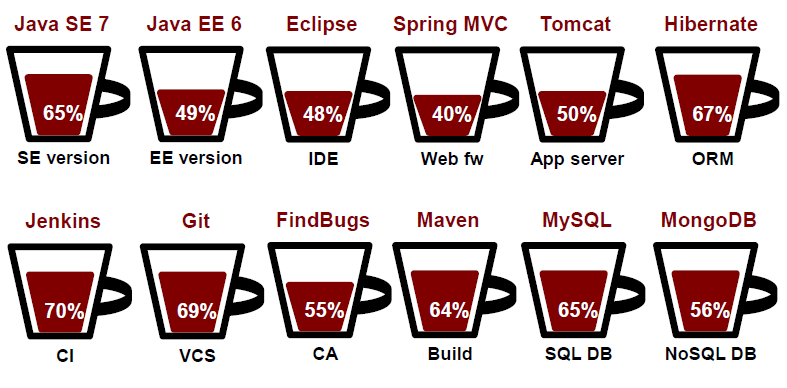 Java SE 7 Java EE 6 Eclipse Spring MVC Tomcat Hibernate
65% 49% 48% 40% 50% 67%
SE version EE version IDE Web fw App server ORM
Jenkins Git FindBugs Maven MySQL MongoDB
70% 69% 55% 64% 65% 56%
CI VCS CA Build SQL DB NoSQL DB